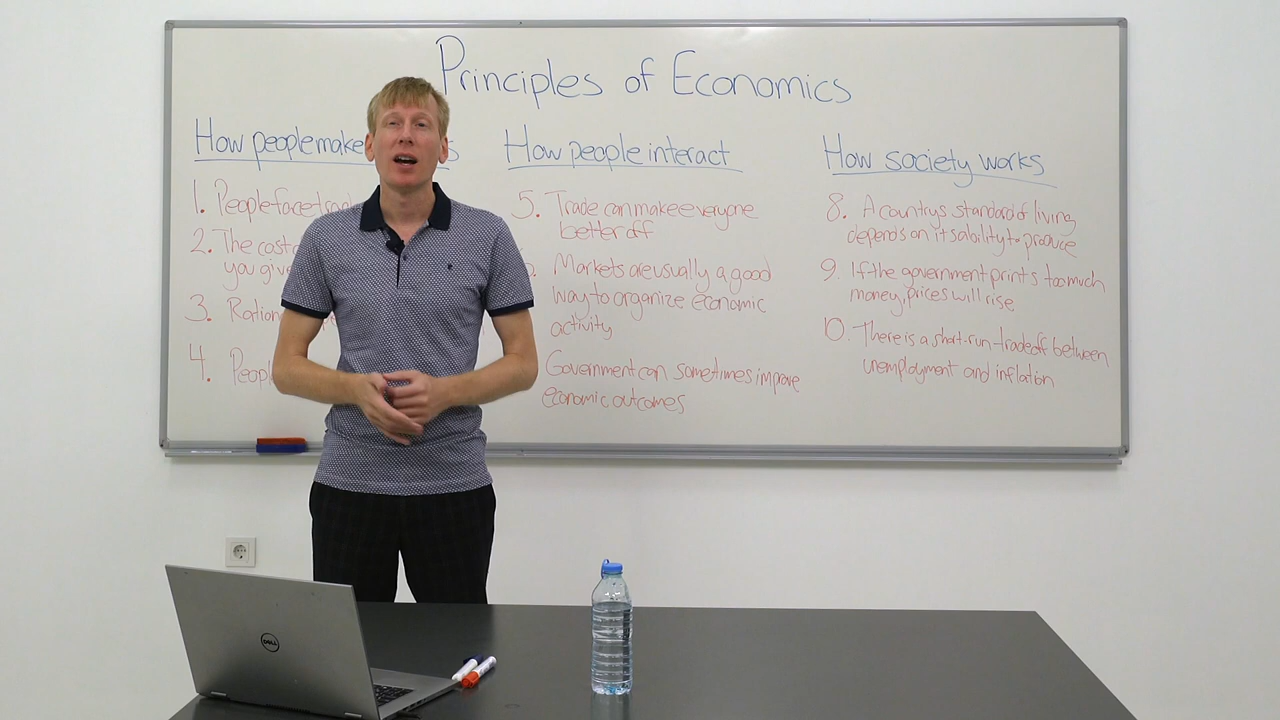 Principles of Economics
How people make
s
1. People face t
2. The cost
you give
3. Ration
4. People
How people interact
5. Trade can make everyone
better off
Markets are usually a good
way to organize economic
activity
Government can sometimes improve
economic outcomes
How society works
8. A countrys standard of living
depends on its ability to produce
9. If the government prints too much
money, prices will rise
10. There is a short-run-tradeoff between
unemployment and inflation
DELL